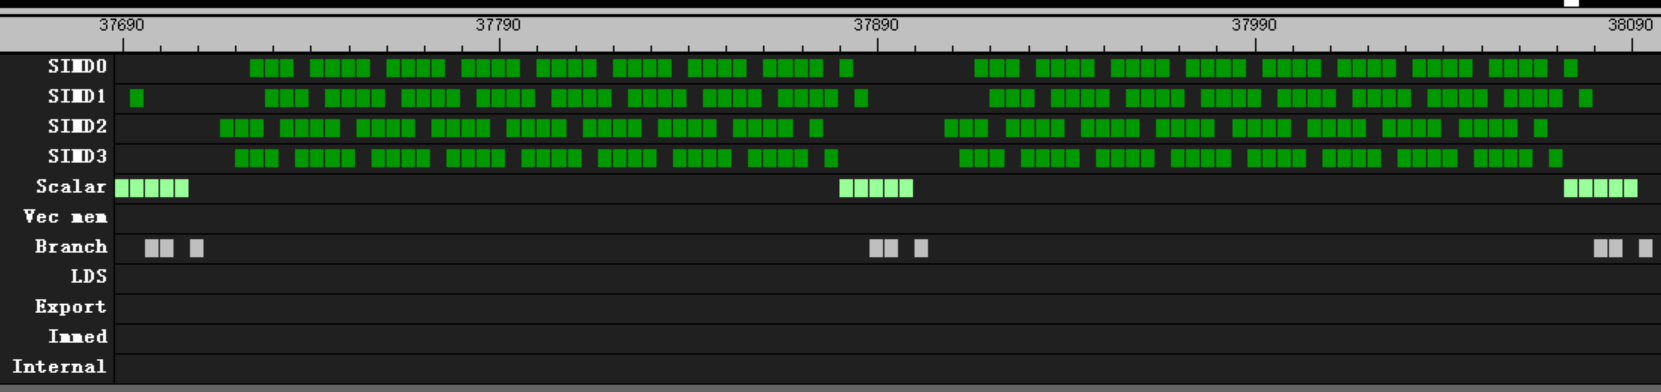 37690 37790 37890 37990 38090
SIMD0
SIMD1
SIMD2
SIMD3
Scalar
Vec mem
Branch
LDS
Export
Immed
Internal